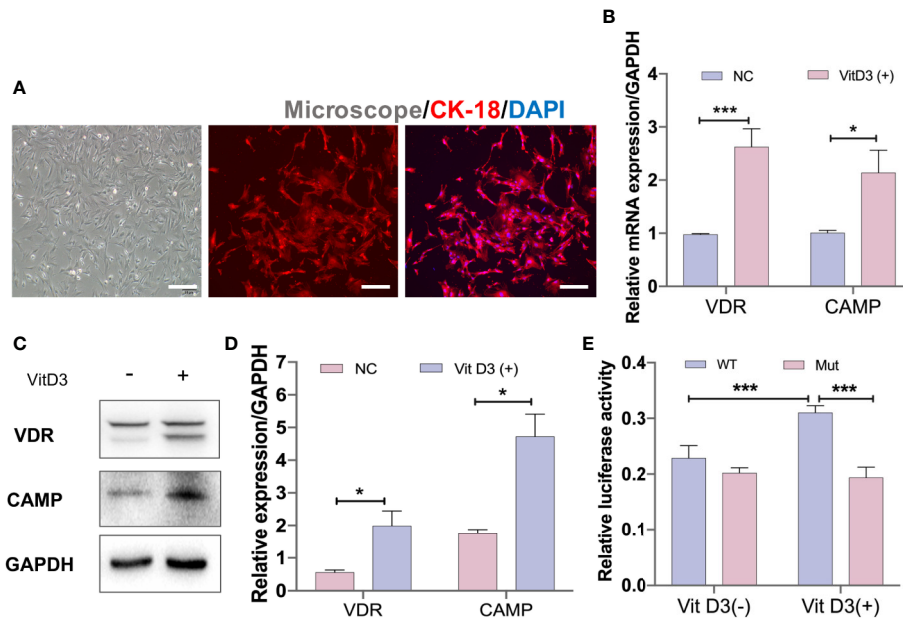 A
Microscope/CK-18/DAPI
B
Relative mRNA expression/GAPDH
NC
VitD3 (+)
4
3
2
1
0
***
*
VDR
CAMP
C
VitD3
- +
VDR
CAMP
GAPDH
D
Relative expression/GAPDH
NC
Vit D3 (+)
7
6
5
4
3
2
1
0
*
*
VDR
CAMP
E
Relative luciferase activity
WT
Mut
0.4
0.3
0.2
0.1
0.0
***
***
Vit D3(-)
Vit D3(+)